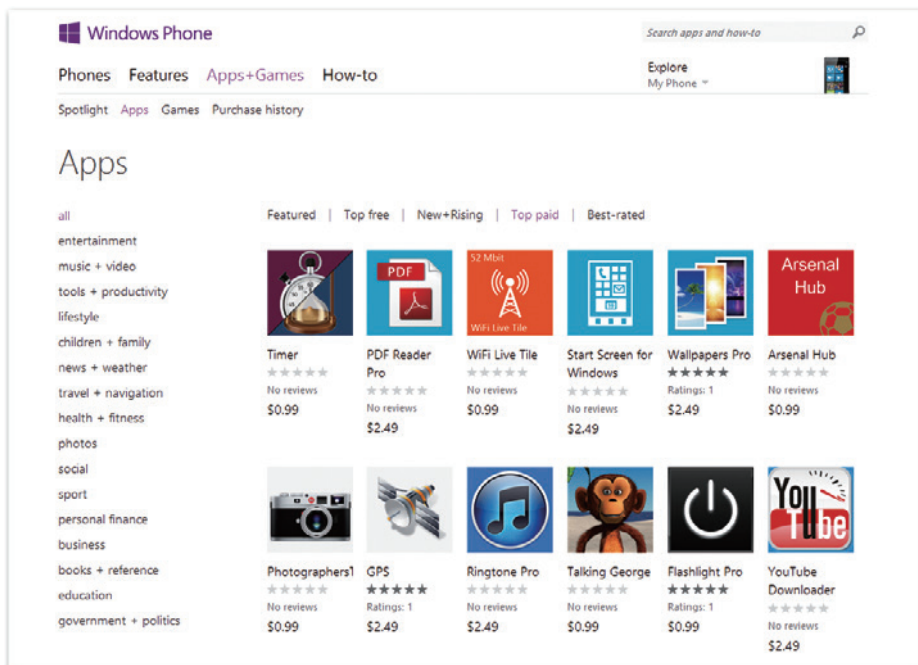 Windows Phone
Search apps and how-to
Phones Features Apps+Games How-to
Explore
My Phone
Spotlight Apps Games Purchase history
Apps
all
entertainment
music + video
tools + productivity
lifestyle
children + family
news + weather
travel + navigation
health + fitness
photos
social
sport
personal finance
business
books + reference
education
government + politics
Featured | Top free | New+Rising | Top paid | Best-rated
Timer
No reviews
$0.99
PDF
PDF Reader
Pro
No reviews
$2.49
52 Mbit
WiFi Live Tile
WiFi Live Tile
No reviews
$0.99
Start Screen for
Windows
No reviews
$2.49
Wallpapers Pro
Ratings: 1
$2.49
Arsenal
Hub
Arsenal Hub
No reviews
$0.99
PhotographersT
No reviews
$0.99
GPS
Ratings: 1
$2.49
Ringtone Pro
No reviews
$2.49
Talking George
No reviews
$0.99
Flashlight Pro
Ratings: 1
$0.99
You
Tube
YouTube
Downloader
No reviews
$2.49